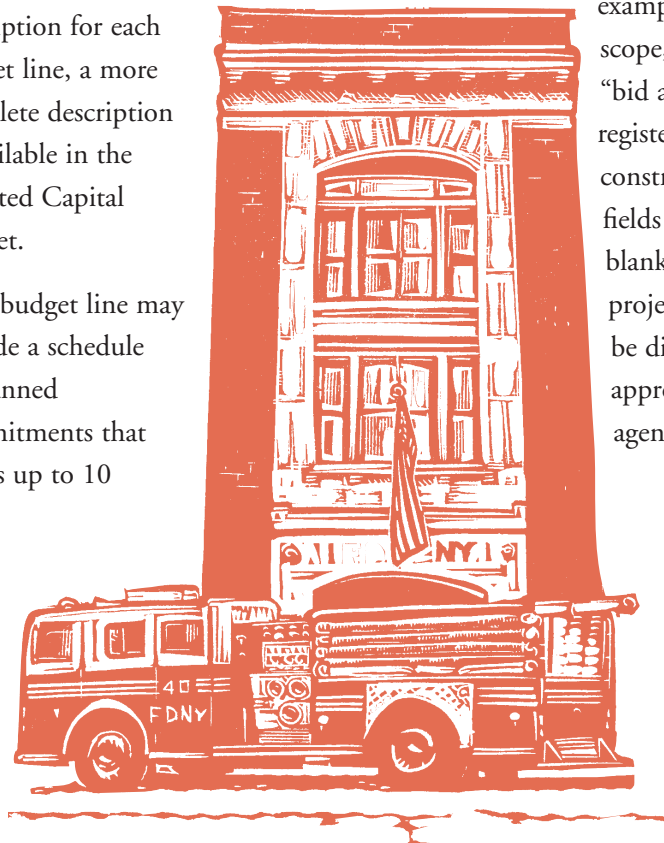 ption for each
et line, a more
lete description
ilable in the
ted Capital
et.
budget line may
de a schedule
nned
mitments that
s up to 10
examp
scope,
“bid a
registe
constr
fields
blank
proje
be di
appro
agen
NY
40
FDNY